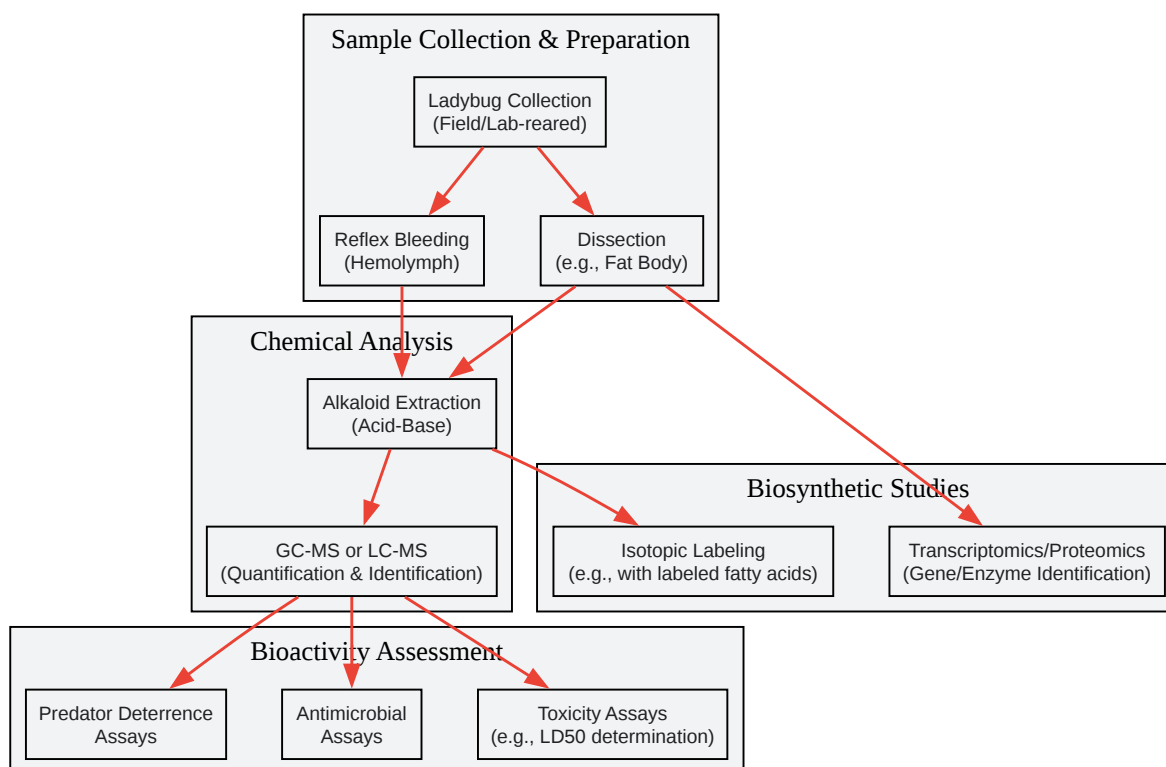 Sample Collection & Preparation
Ladybug Collection
(Field/Lab-reared)
Reflex Bleeding
(Hemolymph)
Dissection
(e.g., Fat Body)
Chemical Analysis
Alkaloid Extraction
(Acid-Base)
Biosynthetic Studies
GC-MS or LC-MS
(Quantification & Identification)
Isotopic Labeling
(e.g., with labeled fatty acids)
Transcriptomics/Proteomics
(Gene/Enzyme Identification)
Bioactivity Assessment
Predator Deterrence
Assays
Antimicrobial
Assays
Toxicity Assays
(e.g., LD50 determination)